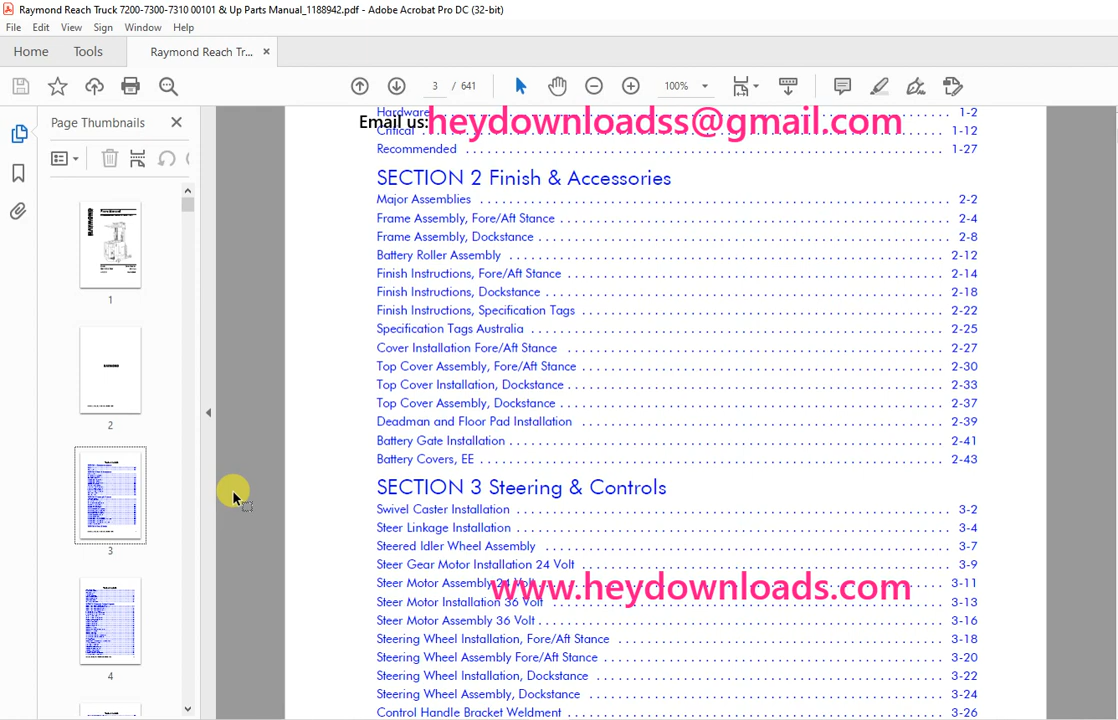 Raymond Reach Truck 7200-7300-7310 00101 & Up Parts Manual_1188942.pdf - Adobe Acrobat Pro DC (32-bit)
File Edit View Sign Window Help
Home Tools Raymond Reach Tr... ×
3 / 641 100%
Page Thumbnails
1
2
3
4
Hardware 1-2
Email us:heydownloadss@gmail.com
Critical 1-12
Recommended 1-27
SECTION 2 Finish & Accessories
Major Assemblies 2-2
Frame Assembly, Fore/Aft Stance 2-4
Frame Assembly, Dockstance 2-8
Battery Roller Assembly 2-12
Finish Instructions, Fore/Aft Stance 2-14
Finish Instructions, Dockstance 2-18
Finish Instructions, Specification Tags 2-22
Specification Tags Australia 2-25
Cover Installation Fore/Aft Stance 2-27
Top Cover Assembly, Fore/Aft Stance 2-30
Top Cover Installation, Dockstance 2-33
Top Cover Assembly, Dockstance 2-37
Deadman and Floor Pad Installation 2-39
Battery Gate Installation 2-41
Battery Covers, EE 2-43
SECTION 3 Steering & Controls
Swivel Caster Installation 3-2
Steer Linkage Installation 3-4
Steered Idler Wheel Assembly 3-7
Steer Gear Motor Installation 24 Volt 3-9
Steer Motor Assembly 24 Volt 3-11
www.heydownloads.com
Steer Motor Installation 36 Volt 3-13
Steer Motor Assembly 36 Volt 3-16
Steering Wheel Installation, Fore/Aft Stance 3-18
Steering Wheel Assembly Fore/Aft Stance 3-20
Steering Wheel Installation, Dockstance 3-22
Steering Wheel Assembly, Dockstance 3-24
Control Handle Bracket Weldment 3-26